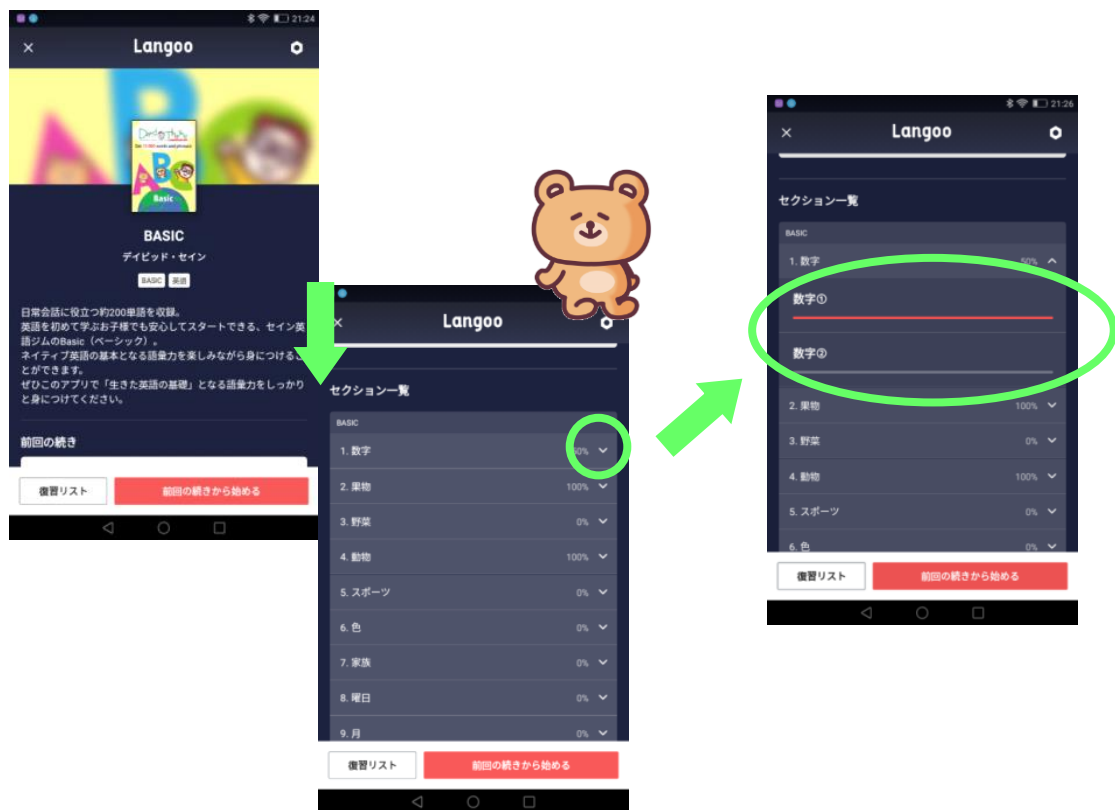 21:24
× Langoo
ABC
Basic
BASIC
デイビッド・セイン
BASIC 英語
日常会話に役立つ約200単語を収録。
英語を初めて学ぶお子様でも安心してスタートできる、セイン英
語ジムのBasic（ベーシック）。
ネイティブ英語の基本となる語彙力を楽しみながら身につけるこ
とができます。
ぜひこのアプリで「生きた英語の基礎」となる語彙力をしっかり
と身につけてください。
前回の続き
復習リスト 前回の続きから始める
× Langoo
セクション一覧
BASIC
1. 数字 50%
2. 果物 100%
3. 野菜 0%
4. 動物 100%
5. スポーツ 0%
6. 色 0%
7. 家族 0%
8. 曜日 0%
9. 月 0%
復習リスト 前回の続きから始める
21:26
× Langoo
セクション一覧
BASIC
1. 数字 50%
数字①
数字②
2. 果物 100%
3. 野菜 0%
4. 動物 100%
5. スポーツ 0%
6. 色 0%
復習リスト 前回の続きから始める